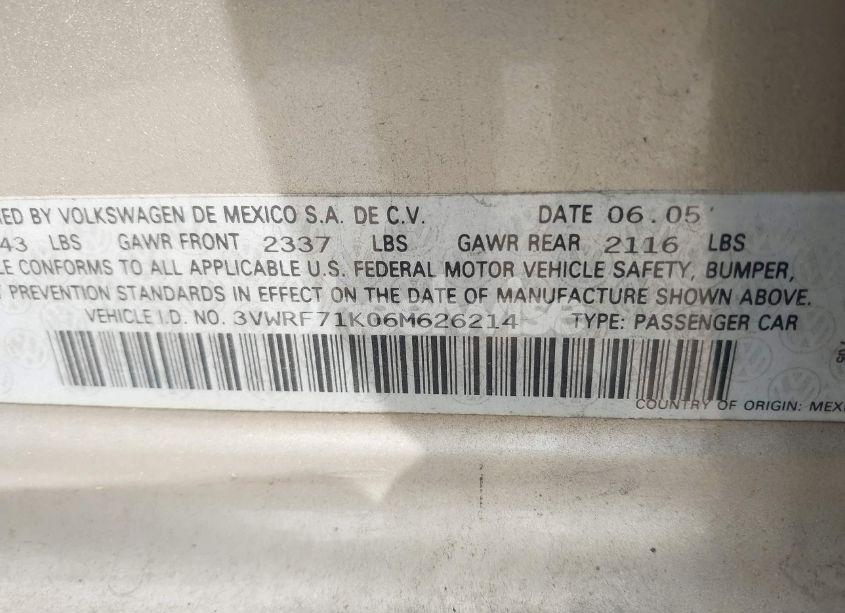 ED BY VOLKSWAGEN DE MEXICO S.A. DE C.V. DATE 06.05
43 LBS GAWR FRONT 2337 LBS GAWR REAR 2116 LBS
LE CONFORMS TO ALL APPLICABLE U.S. FEDERAL MOTOR VEHICLE SAFETY, BUMPER,
PREVENTION STANDARDS IN EFFECT ON THE DATE OF MANUFACTURE SHOWN ABOVE.
VEHICLE I.D. NO. 3VWRF71K06M626214 TYPE: PASSENGER CAR
COUNTRY OF ORIGIN: MEXI